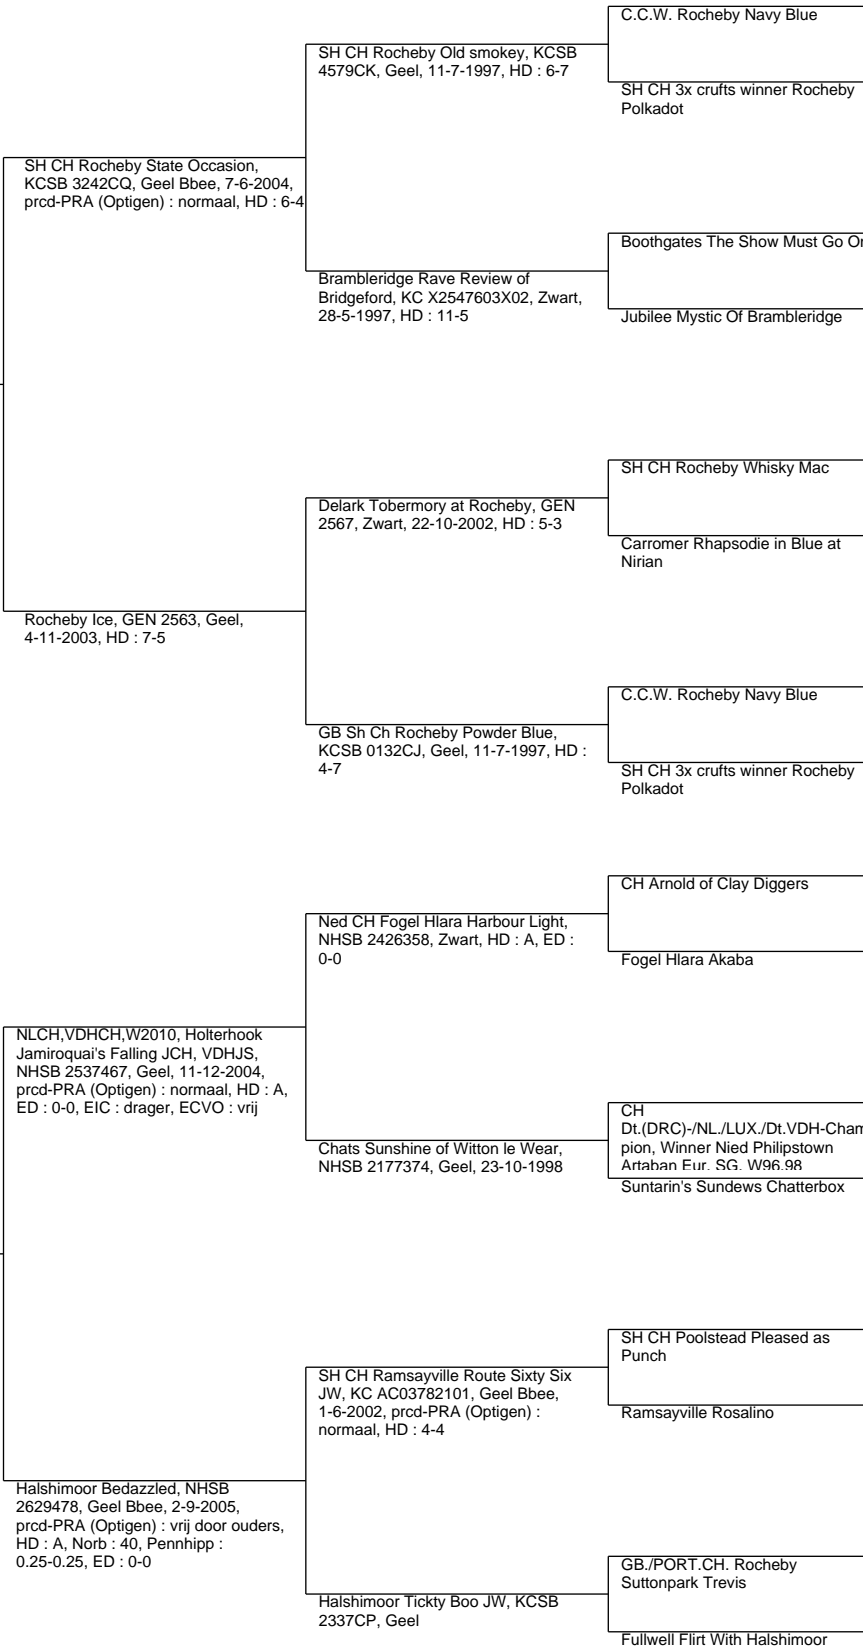 C.C.W. Rocheby Navy Blue
SH CH Rocheby Old smokey, KCSB
4579CK, Geel, 11-7-1997, HD : 6-7
SH CH 3x crufts winner Rocheby
Polkadot
SH CH Rocheby State Occasion,
KCSB 3242CQ, Geel Bbee, 7-6-2004,
prcd-PRA (Optigen) : normaal, HD : 6-4
Boothgates The Show Must Go On
Brambleridge Rave Review of
Bridgeford, KC X2547603X02, Zwart,
28-5-1997, HD : 11-5
Jubilee Mystic Of Brambleridge
SH CH Rocheby Whisky Mac
Delark Tobermory at Rocheby, GEN
2567, Zwart, 22-10-2002, HD : 5-3
Carromer Rhapsodie in Blue at
Nirian
Rocheby Ice, GEN 2563, Geel,
4-11-2003, HD : 7-5
C.C.W. Rocheby Navy Blue
GB Sh Ch Rocheby Powder Blue,
KCSB 0132CJ, Geel, 11-7-1997, HD :
4-7
SH CH 3x crufts winner Rocheby
Polkadot
CH Arnold of Clay Diggers
Ned CH Fogel Hlara Harbour Light,
NHSB 2426358, Zwart, HD : A, ED :
0-0
Fogel Hlara Akaba
NLCH,VDHCH,W2010, Holterhook
Jamiroquai's Falling JCH, VDHJS,
NHSB 2537467, Geel, 11-12-2004,
prcd-PRA (Optigen) : normaal, HD : A,
ED : 0-0, EIC : drager, ECVO : vrij
CH
Dt.(DRC)-/NL./LUX./Dt.VDH-Cham
pion, Winner Nied Philipstown
Artaban Eur. SG. W96.98
Chats Sunshine of Witton le Wear,
NHSB 2177374, Geel, 23-10-1998
Suntarin's Sundews Chatterbox
SH CH Poolstead Pleased as
Punch
SH CH Ramsayville Route Sixty Six
JW, KC AC03782101, Geel Bbee,
1-6-2002, prcd-PRA (Optigen) :
normaal, HD : 4-4
Ramsayville Rosalino
Halshimoor Bedazzled, NHSB
2629478, Geel Bbee, 2-9-2005,
prcd-PRA (Optigen) : vrij door ouders,
HD : A, Norb : 40, Pennhipp :
0.25-0.25, ED : 0-0
GB./PORT.CH. Rocheby
Suttonpark Trevis
Halshimoor Tickty Boo JW, KCSB
2337CP, Geel
Fullwell Flirt With Halshimoor